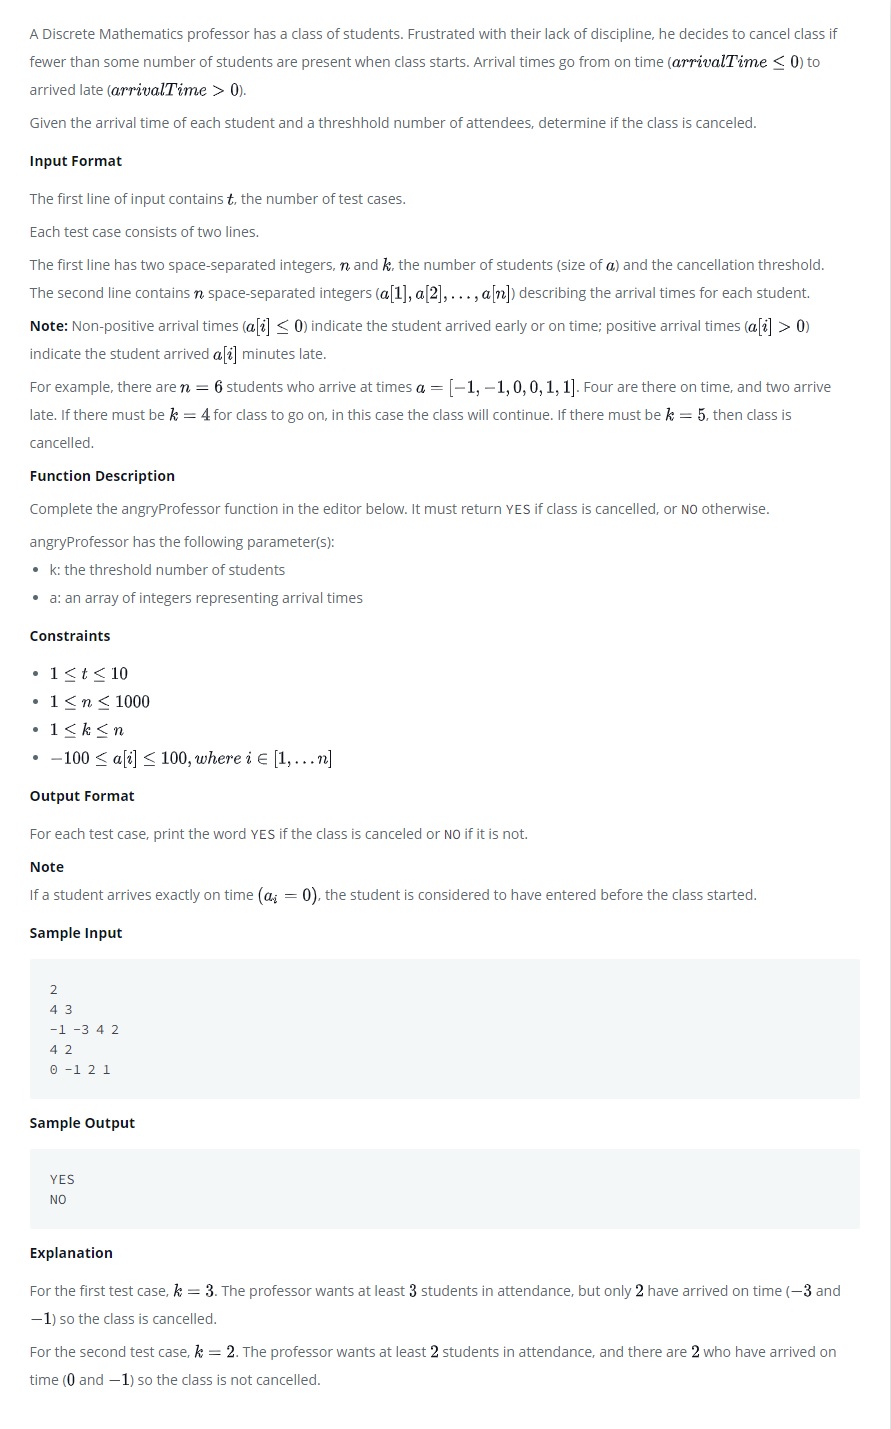 A Discrete Mathematics professor has a class of students. Frustrated with their lack of discipline, he decides to cancel class if
fewer than some number of students are present when class starts. Arrival times go from on time (arrivalTime ≤ 0) to
arrived late (arrivalTime > 0).
Given the arrival time of each student and a threshhold number of attendees, determine if the class is canceled.
Input Format
The first line of input contains t, the number of test cases.
Each test case consists of two lines.
The first line has two space-separated integers, n and k, the number of students (size of a) and the cancellation threshold.
The second line contains n space-separated integers (a[1], a[2], . . . , a[n]) describing the arrival times for each student.
Note: Non-positive arrival times (a[i] ≤ 0) indicate the student arrived early or on time; positive arrival times (a[i] > 0)
indicate the student arrived a[i] minutes late.
For example, there are n = 6 students who arrive at times a = [−1, −1, 0, 0, 1, 1]. Four are there on time, and two arrive
late. If there must be k = 4 for class to go on, in this case the class will continue. If there must be k = 5, then class is
cancelled.
Function Description
Complete the angryProfessor function in the editor below. It must return YES if class is cancelled, or NO otherwise.
angryProfessor has the following parameter(s):
• k: the threshold number of students
• a: an array of integers representing arrival times
Constraints
• 1 ≤ t ≤ 10
• 1 ≤ n ≤ 1000
• 1 ≤ k ≤ n
• −100 ≤ a[i] ≤ 100, where i ∈ [1, . . . n]
Output Format
For each test case, print the word YES if the class is canceled or NO if it is not.
Note
If a student arrives exactly on time (aᵢ = 0), the student is considered to have entered before the class started.
Sample Input
2
4 3
-1 -3 4 2
4 2
0 -1 2 1
Sample Output
YES
NO
Explanation
For the first test case, k = 3. The professor wants at least 3 students in attendance, but only 2 have arrived on time (−3 and
−1) so the class is cancelled.
For the second test case, k = 2. The professor wants at least 2 students in attendance, and there are 2 who have arrived on
time (0 and −1) so the class is not cancelled.